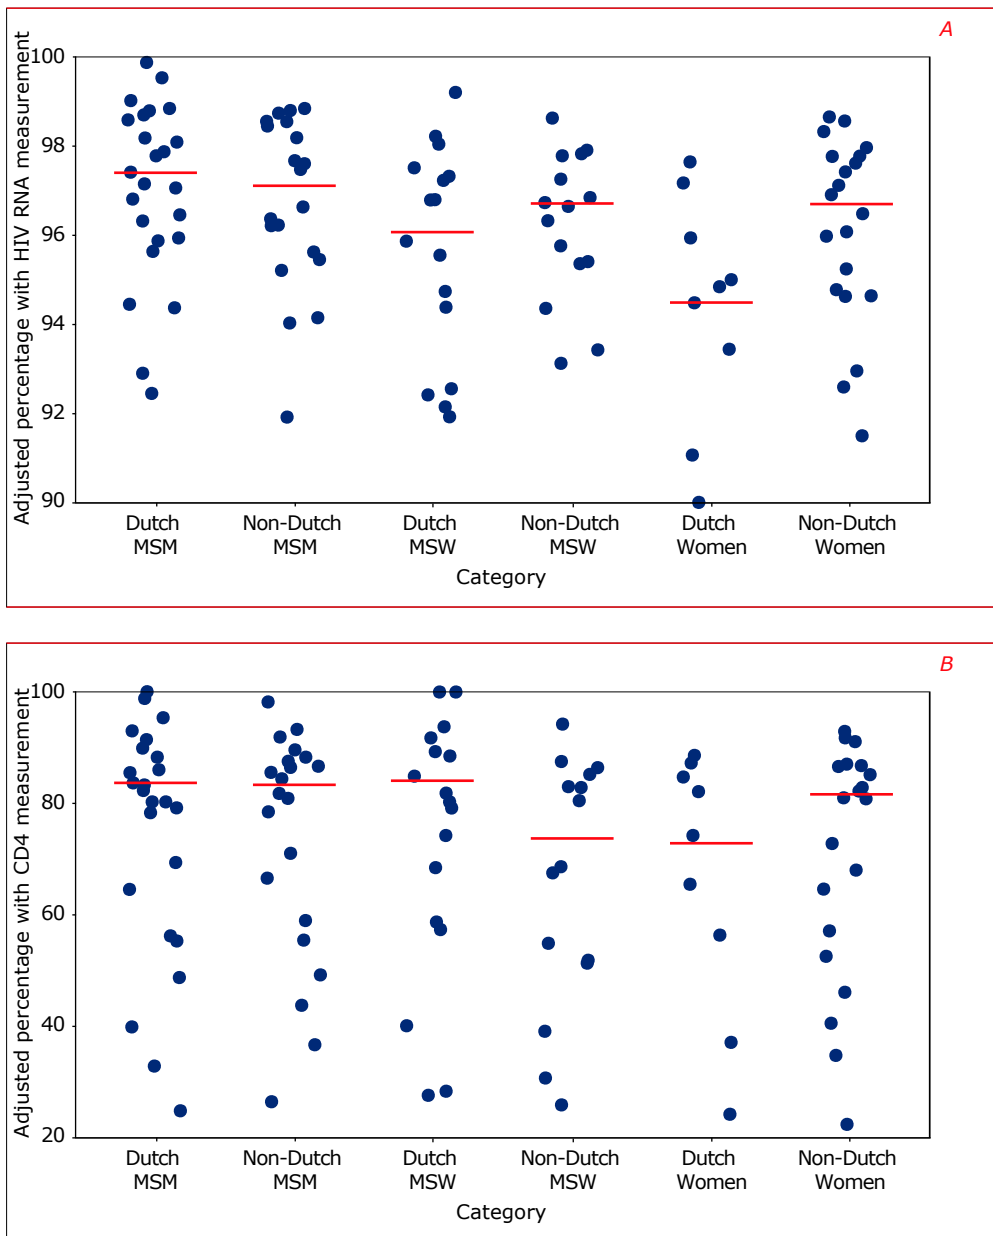 A
Adjusted percentage with HIV RNA measurement
100
98
96
94
92
90
Dutch MSM
Non-Dutch MSM
Dutch MSW
Non-Dutch MSW
Dutch Women
Non-Dutch Women
Category
B
Adjusted percentage with CD4 measurement
100
80
60
40
20
Dutch MSM
Non-Dutch MSM
Dutch MSW
Non-Dutch MSW
Dutch Women
Non-Dutch Women
Category